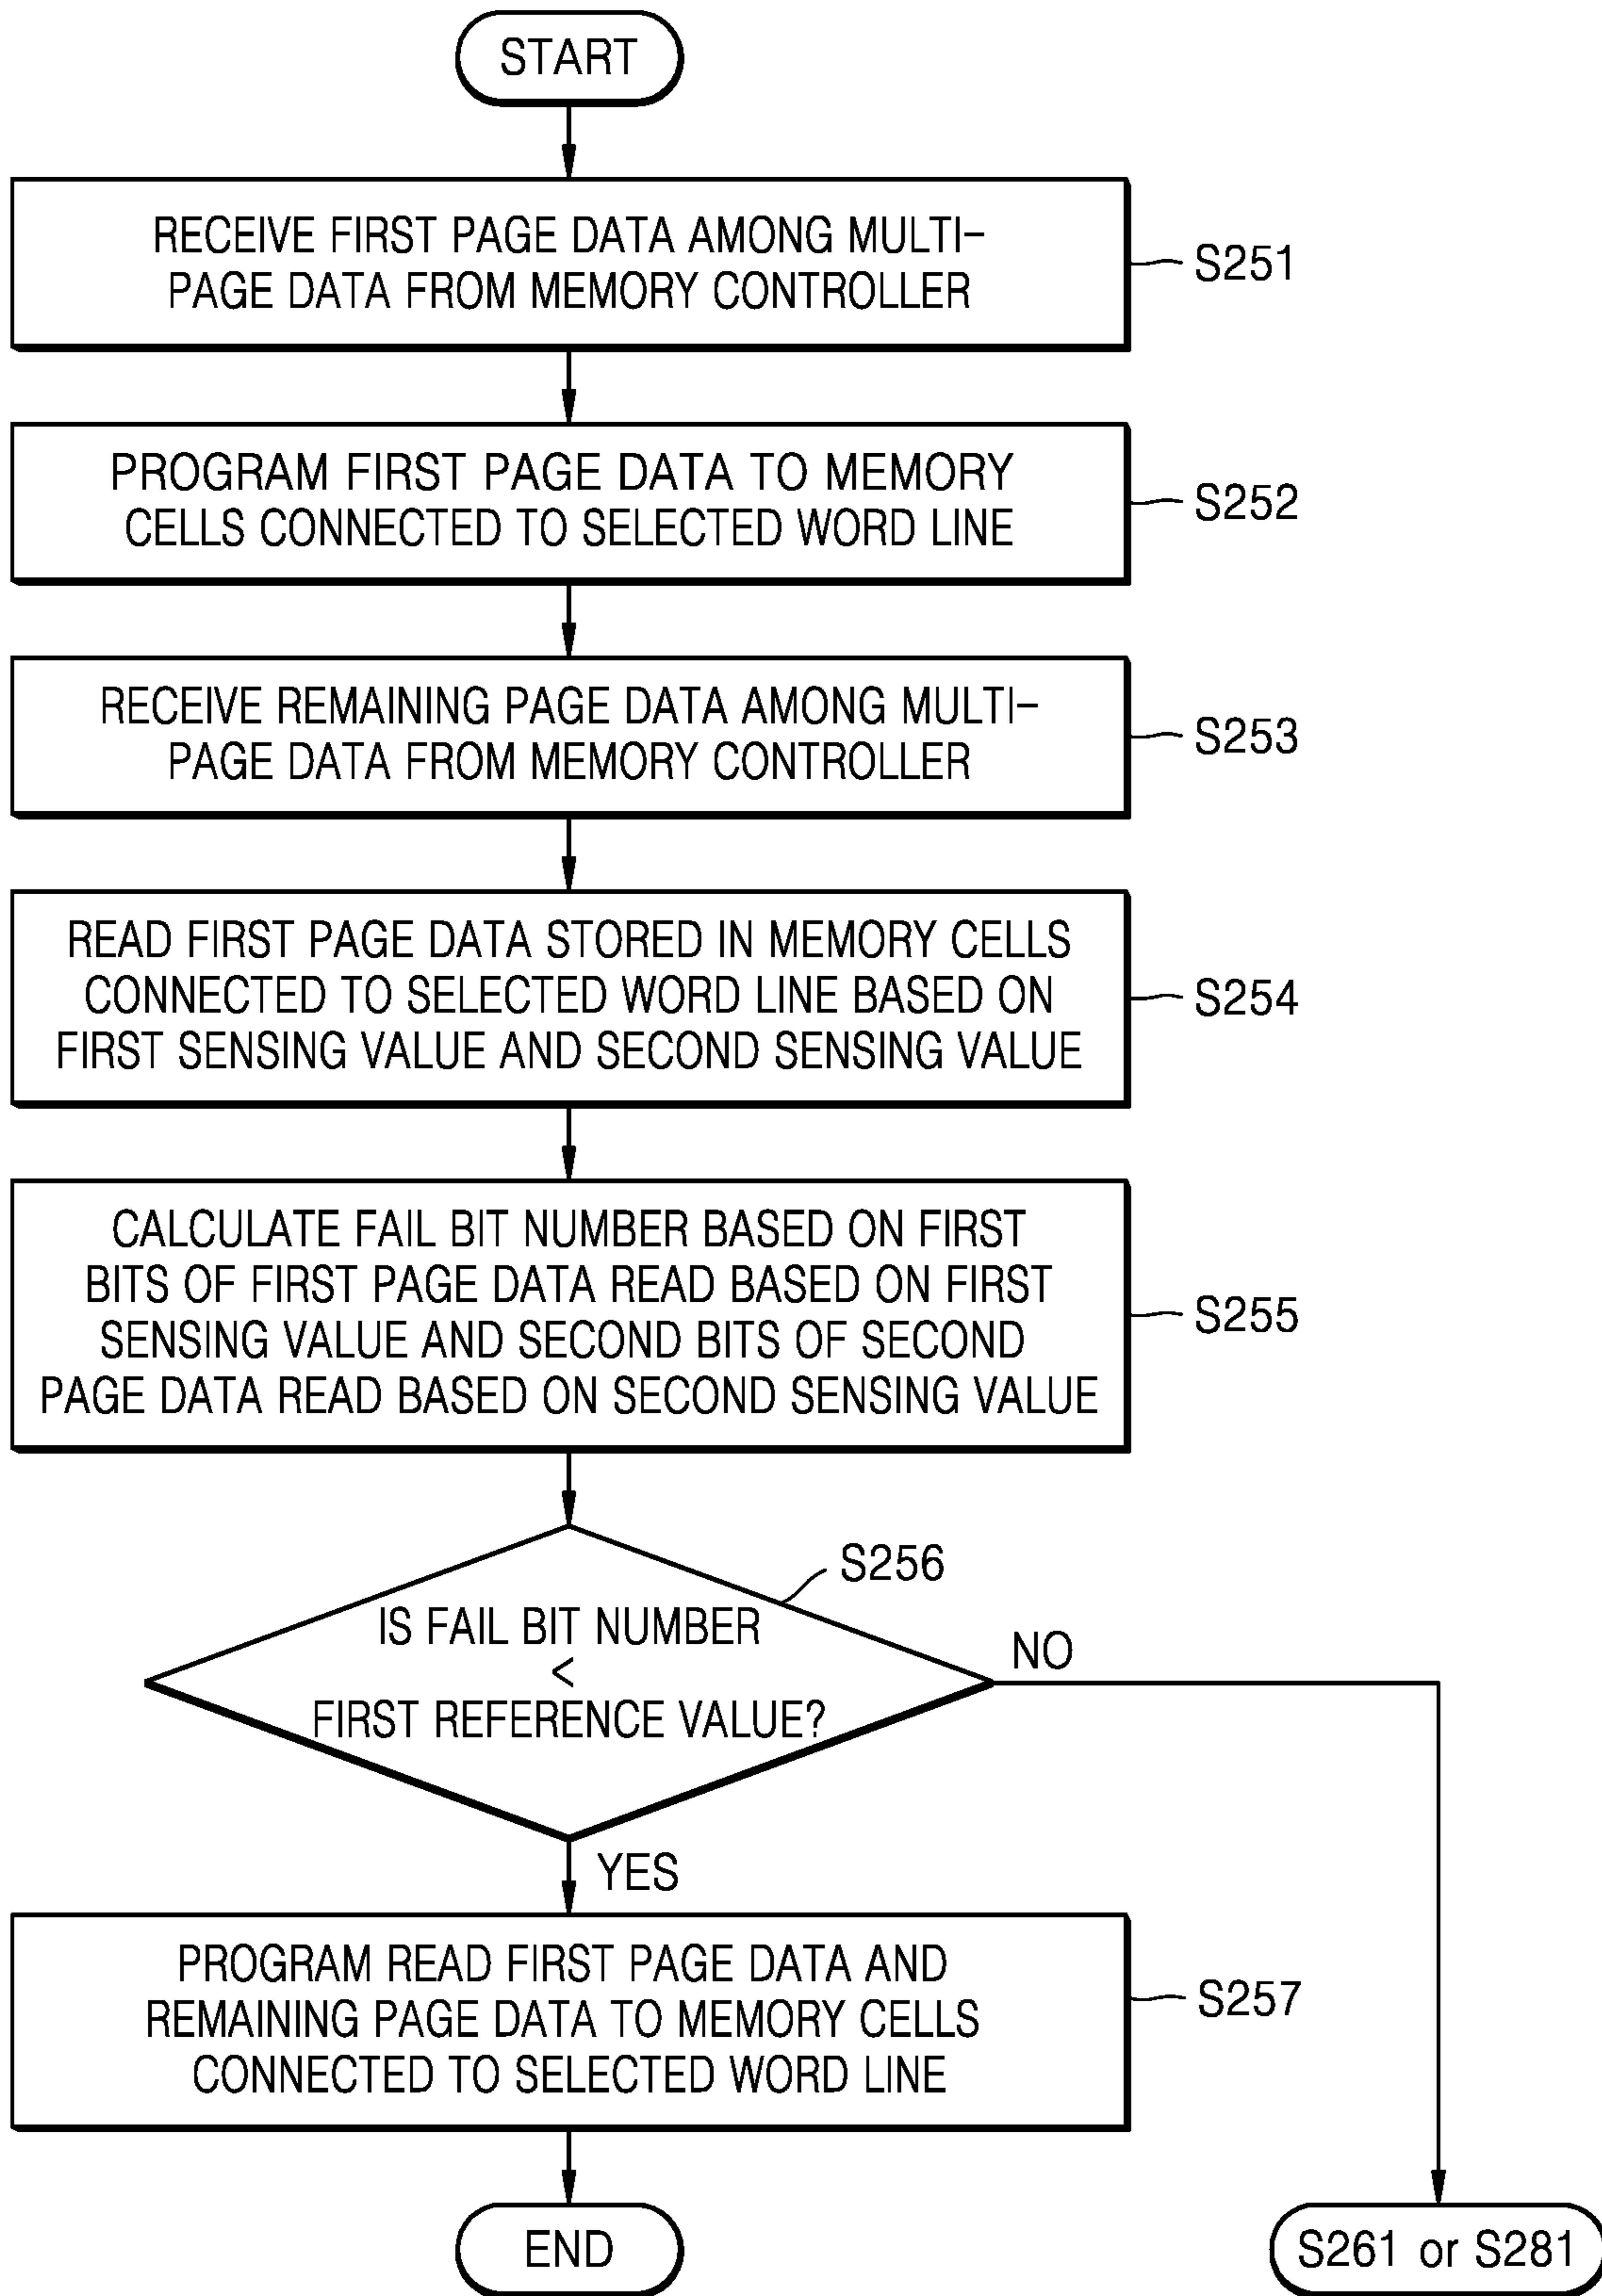 START
RECEIVE FIRST PAGE DATA AMONG MULTI-
PAGE DATA FROM MEMORY CONTROLLER
S251
PROGRAM FIRST PAGE DATA TO MEMORY
CELLS CONNECTED TO SELECTED WORD LINE
S252
RECEIVE REMAINING PAGE DATA AMONG MULTI-
PAGE DATA FROM MEMORY CONTROLLER
S253
READ FIRST PAGE DATA STORED IN MEMORY CELLS
CONNECTED TO SELECTED WORD LINE BASED ON
FIRST SENSING VALUE AND SECOND SENSING VALUE
S254
CALCULATE FAIL BIT NUMBER BASED ON FIRST
BITS OF FIRST PAGE DATA READ BASED ON FIRST
SENSING VALUE AND SECOND BITS OF SECOND
PAGE DATA READ BASED ON SECOND SENSING VALUE
S255
S256
IS FAIL BIT NUMBER
<
FIRST REFERENCE VALUE?
NO
YES
PROGRAM READ FIRST PAGE DATA AND
REMAINING PAGE DATA TO MEMORY CELLS
CONNECTED TO SELECTED WORD LINE
S257
END
S261 or S281